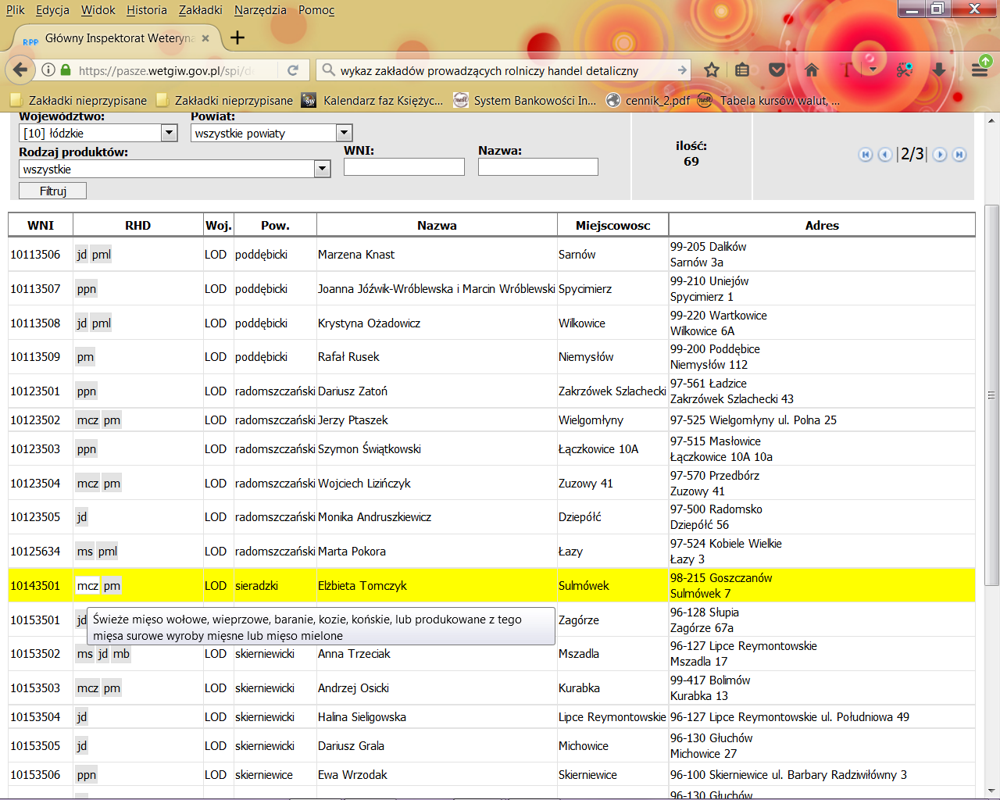 Plik Edycja Widok Historia Zakładki Narzędzia Pomoc
RPP Główny Inspektorat Weteryna
https://pasze.wetgiw.gov.pl/spi/de
wykaz zakładów prowadzących rolniczy handel detaliczny
Zakładki nieprzypisane Zakładki nieprzypisane Kalendarz faz Księżyc... System Bankowości In... cennik_2.pdf Tabela kursów walut, ...
Województwo: Powiat:
[10] łódzkie wszystkie powiaty
Rodzaj produktów: WNI: Nazwa:
wszystkie
Filtruj
ilość:
69
|2/3|
WNI RHD Woj. Pow. Nazwa Miejscowosc Adres
10113506 jd pml LOD poddębicki Marzena Knast Sarnów 99-205 Dalików
Sarnów 3a
10113507 ppn LOD poddębicki Joanna Jóźwik-Wróblewska i Marcin Wróblewski Spycimierz 99-210 Uniejów
Spycimierz 1
10113508 jd pml LOD poddębicki Krystyna Ożadowicz Wilkowice 99-220 Wartkowice
Wilkowice 6A
10113509 pm LOD poddębicki Rafał Rusek Niemysłów 99-200 Poddębice
Niemysłów 112
10123501 ppn LOD radomszczański Dariusz Zatoń Zakrzówek Szlachecki 97-561 Ładzice
Zakrzówek Szlachecki 43
10123502 mcz pm LOD radomszczański Jerzy Ptaszek Wielgomłyny 97-525 Wielgomłyny ul. Polna 25
10123503 ppn LOD radomszczański Szymon Świątkowski Łączkowice 10A 97-515 Masłowice
Łączkowice 10A 10a
10123504 mcz pm LOD radomszczański Wojciech Lizińczyk Zuzowy 41 97-570 Przedbórz
Zuzowy 41
10123505 jd LOD radomszczański Monika Andruszkiewicz Dziepółć 97-500 Radomsko
Dziepółć 56
10125634 ms pml LOD radomszczański Marta Pokora Łazy 97-524 Kobiele Wielkie
Łazy 3
10143501 mcz pm LOD sieradzki Elżbieta Tomczyk Sulmówek 98-215 Goszczanów
Sulmówek 7
10153501 jd Zagórze 96-128 Słupia
Zagórze 67a
Świeże mięso wołowe, wieprzowe, baranie, kozie, końskie, lub produkowane z tego
mięsa surowe wyroby mięsne lub mięso mielone
10153502 ms jd mb LOD skierniewicki Anna Trzeciak Mszadla 96-127 Lipce Reymontowskie
Mszadla 17
10153503 mcz pm LOD skierniewicki Andrzej Osicki Kurabka 99-417 Bolimów
Kurabka 13
10153504 jd LOD skierniewicki Halina Sieligowska Lipce Reymontowskie 96-127 Lipce Reymontowskie ul. Południowa 49
10153505 jd LOD skierniewicki Dariusz Grala Michowice 96-130 Głuchów
Michowice 27
10153506 ppn LOD skierniewice Ewa Wrzodak Skierniewice 96-100 Skierniewice ul. Barbary Radziwiłówny 3
96-130 Głuchów